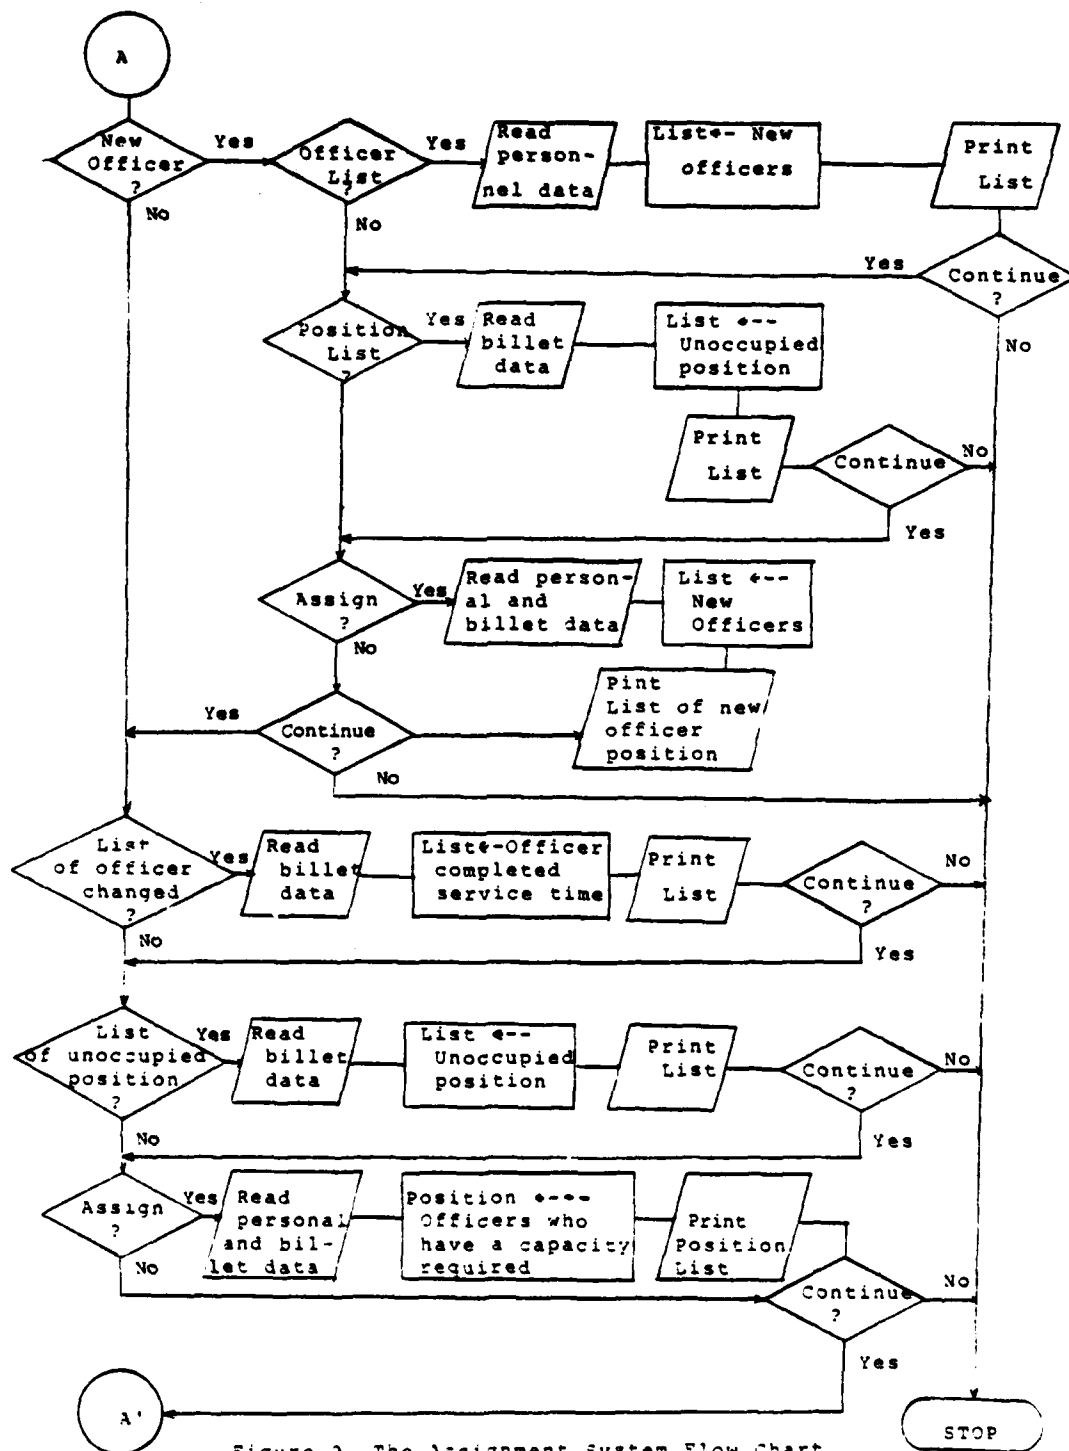 A
New
Officer
?
Yes
Officer
List
?
Yes
Read
person-
nel data
List←- New
officers
Print
List
No
No
Yes
Continue
?
No
Position
List
?
Yes
Read
billet
data
List ←--
Unoccupied
position
Print
List
Continue
No
Yes
Assign
?
Yes
Read person-
al and
billet data
List ←--
New
Officers
No
Pint
List of new
officer
position
Yes
Continue
?
No
List
of officer
changed
?
Yes
Read
billet
data
List←-Officer
completed
service time
Print
List
Continue
?
No
No
Yes
List
of unoccupied
position
?
Yes
Read
billet
data
List ←--
Unoccupied
position
Print
List
Continue
?
No
No
Yes
Assign
?
Yes
Read
personal
and bil-
let data
Position ←---
Officers who
have a capacity
required
Print
Position
List
No
Continue
?
No
Yes
A'
STOP
Figure 2. The Assignment System Flow Chart